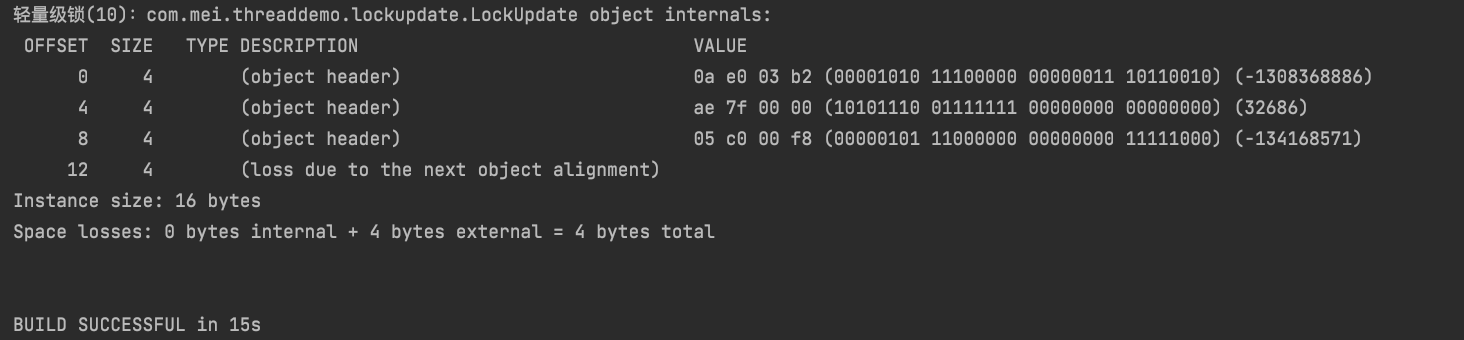 轻量级锁(10)：com.mei.threaddemo.lockupdate.LockUpdate object internals:
OFFSET  SIZE   TYPE DESCRIPTION                               VALUE
     0     4        (object header)                           0a e0 03 b2 (00001010 11100000 00000011 10110010) (-1308368886)
     4     4        (object header)                           ae 7f 00 00 (10101110 01111111 00000000 00000000) (32686)
     8     4        (object header)                           05 c0 00 f8 (00000101 11000000 00000000 11111000) (-134168571)
    12     4        (loss due to the next object alignment)
Instance size: 16 bytes
Space losses: 0 bytes internal + 4 bytes external = 4 bytes total
BUILD SUCCESSFUL in 15s